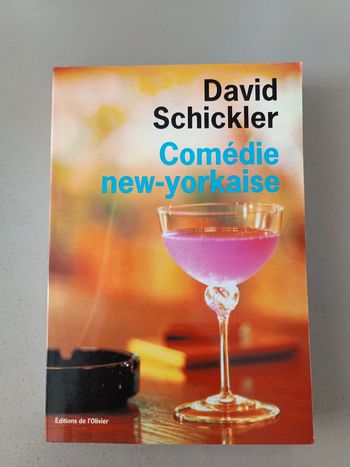 David
Schickler
Comédie
new-yorkaise
Éditions de l'Olivier